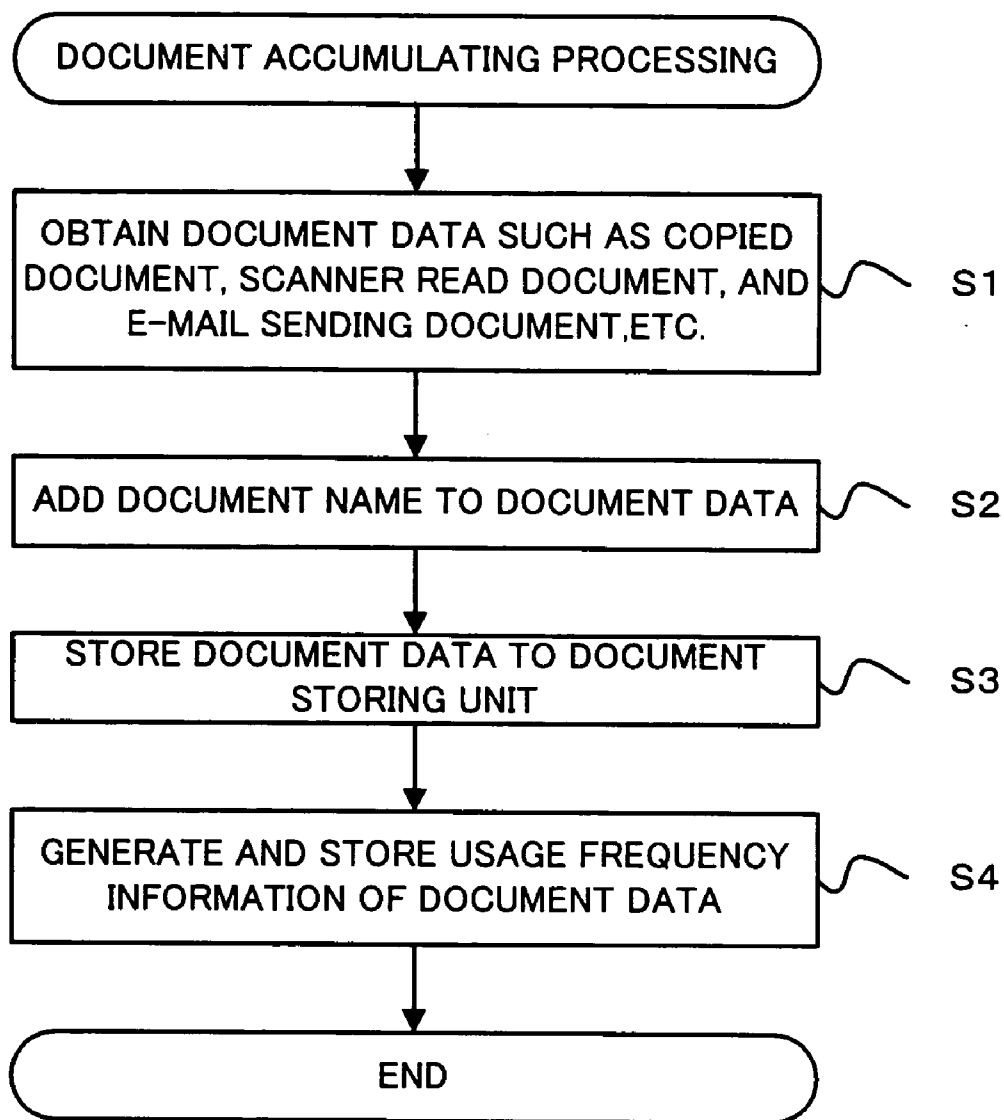 DOCUMENT ACCUMULATING PROCESSING
OBTAIN DOCUMENT DATA SUCH AS COPIED
DOCUMENT, SCANNER READ DOCUMENT, AND
E-MAIL SENDING DOCUMENT,ETC.
S1
ADD DOCUMENT NAME TO DOCUMENT DATA
S2
STORE DOCUMENT DATA TO DOCUMENT
STORING UNIT
S3
GENERATE AND STORE USAGE FREQUENCY
INFORMATION OF DOCUMENT DATA
S4
END